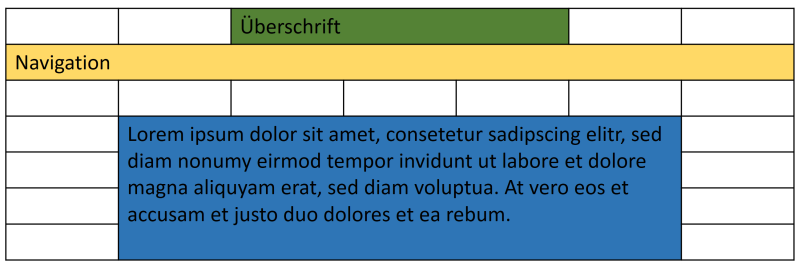 Überschrift
Navigation
Lorem ipsum dolor sit amet, consetetur sadipscing elitr, sed
diam nonumy eirmod tempor invidunt ut labore et dolore
magna aliquyam erat, sed diam voluptua. At vero eos et
accusam et justo duo dolores et ea rebum.